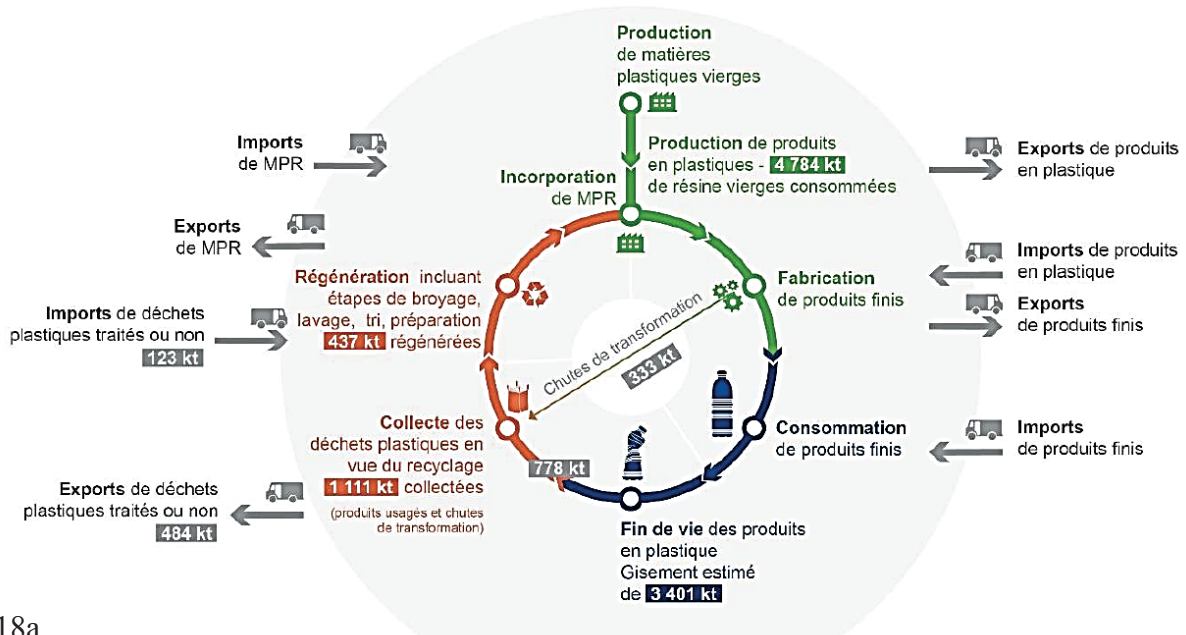 Production
de matières
plastiques vierges
Production de produits
en plastiques - 4 784 kt
de résine vierges consommées
Incorporation
de MPR
Imports
de MPR
Exports
de MPR
Régénération incluant
étapes de broyage,
lavage, tri, préparation
437 kt régénérées
Imports de déchets
plastiques traités ou non
123 kt
Chutes de transformation
333 kt
Exports de produits
en plastique
Imports de produits
en plastique
Fabrication
de produits finis
Exports
de produits finis
Collecte des
déchets plastiques en
vue du recyclage
1 111 kt collectées
(produits usagés et chutes
de transformation)
778 kt
Consommation
de produits finis
Imports
de produits finis
Exports de déchets
plastiques traités ou non
484 kt
Fin de vie des produits
en plastique
Gisement estimé
de 3 401 kt
18a